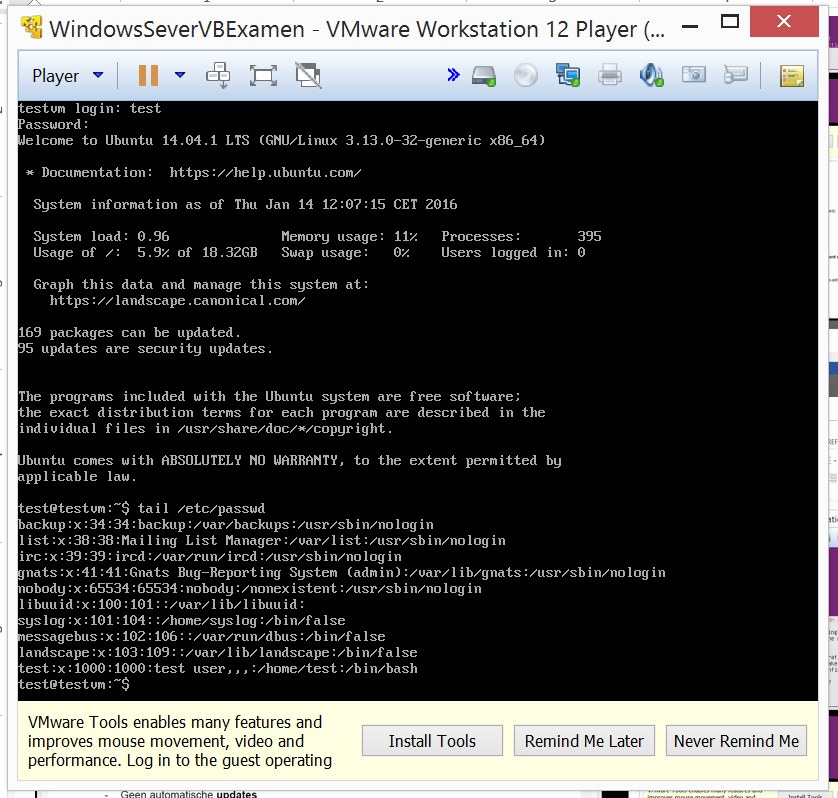 WindowsSeverVBExamen - VMware Workstation 12 Player (...
Player
testvm login: test
Password:
Welcome to Ubuntu 14.04.1 LTS (GNU/Linux 3.13.0-32-generic x86_64)
* Documentation:  https://help.ubuntu.com/
System information as of Thu Jan 14 12:07:15 CET 2016
System load: 0.96              Memory usage: 11%   Processes:       395
Usage of /:  5.9% of 18.32GB   Swap usage:   0%    Users logged in: 0
Graph this data and manage this system at:
https://landscape.canonical.com/
169 packages can be updated.
95 updates are security updates.
The programs included with the Ubuntu system are free software;
the exact distribution terms for each program are described in the
individual files in /usr/share/doc/*/copyright.
Ubuntu comes with ABSOLUTELY NO WARRANTY, to the extent permitted by
applicable law.
test@testvm:~$ tail /etc/passwd
backup:x:34:34:backup:/var/backups:/usr/sbin/nologin
list:x:38:38:Mailing List Manager:/var/list:/usr/sbin/nologin
irc:x:39:39:ircd:/var/run/ircd:/usr/sbin/nologin
gnats:x:41:41:Gnats Bug-Reporting System (admin):/var/lib/gnats:/usr/sbin/nologin
nobody:x:65534:65534:nobody:/nonexistent:/usr/sbin/nologin
libuuid:x:100:101::/var/lib/libuuid:
syslog:x:101:104::/home/syslog:/bin/false
messagebus:x:102:106::/var/run/dbus:/bin/false
landscape:x:103:109::/var/lib/landscape:/bin/false
test:x:1000:1000:test user,,,:/home/test:/bin/bash
test@testvm:~$
VMware Tools enables many features and
improves mouse movement, video and
performance. Log in to the guest operating
Install Tools
Remind Me Later
Never Remind Me
- Geen automatische updates